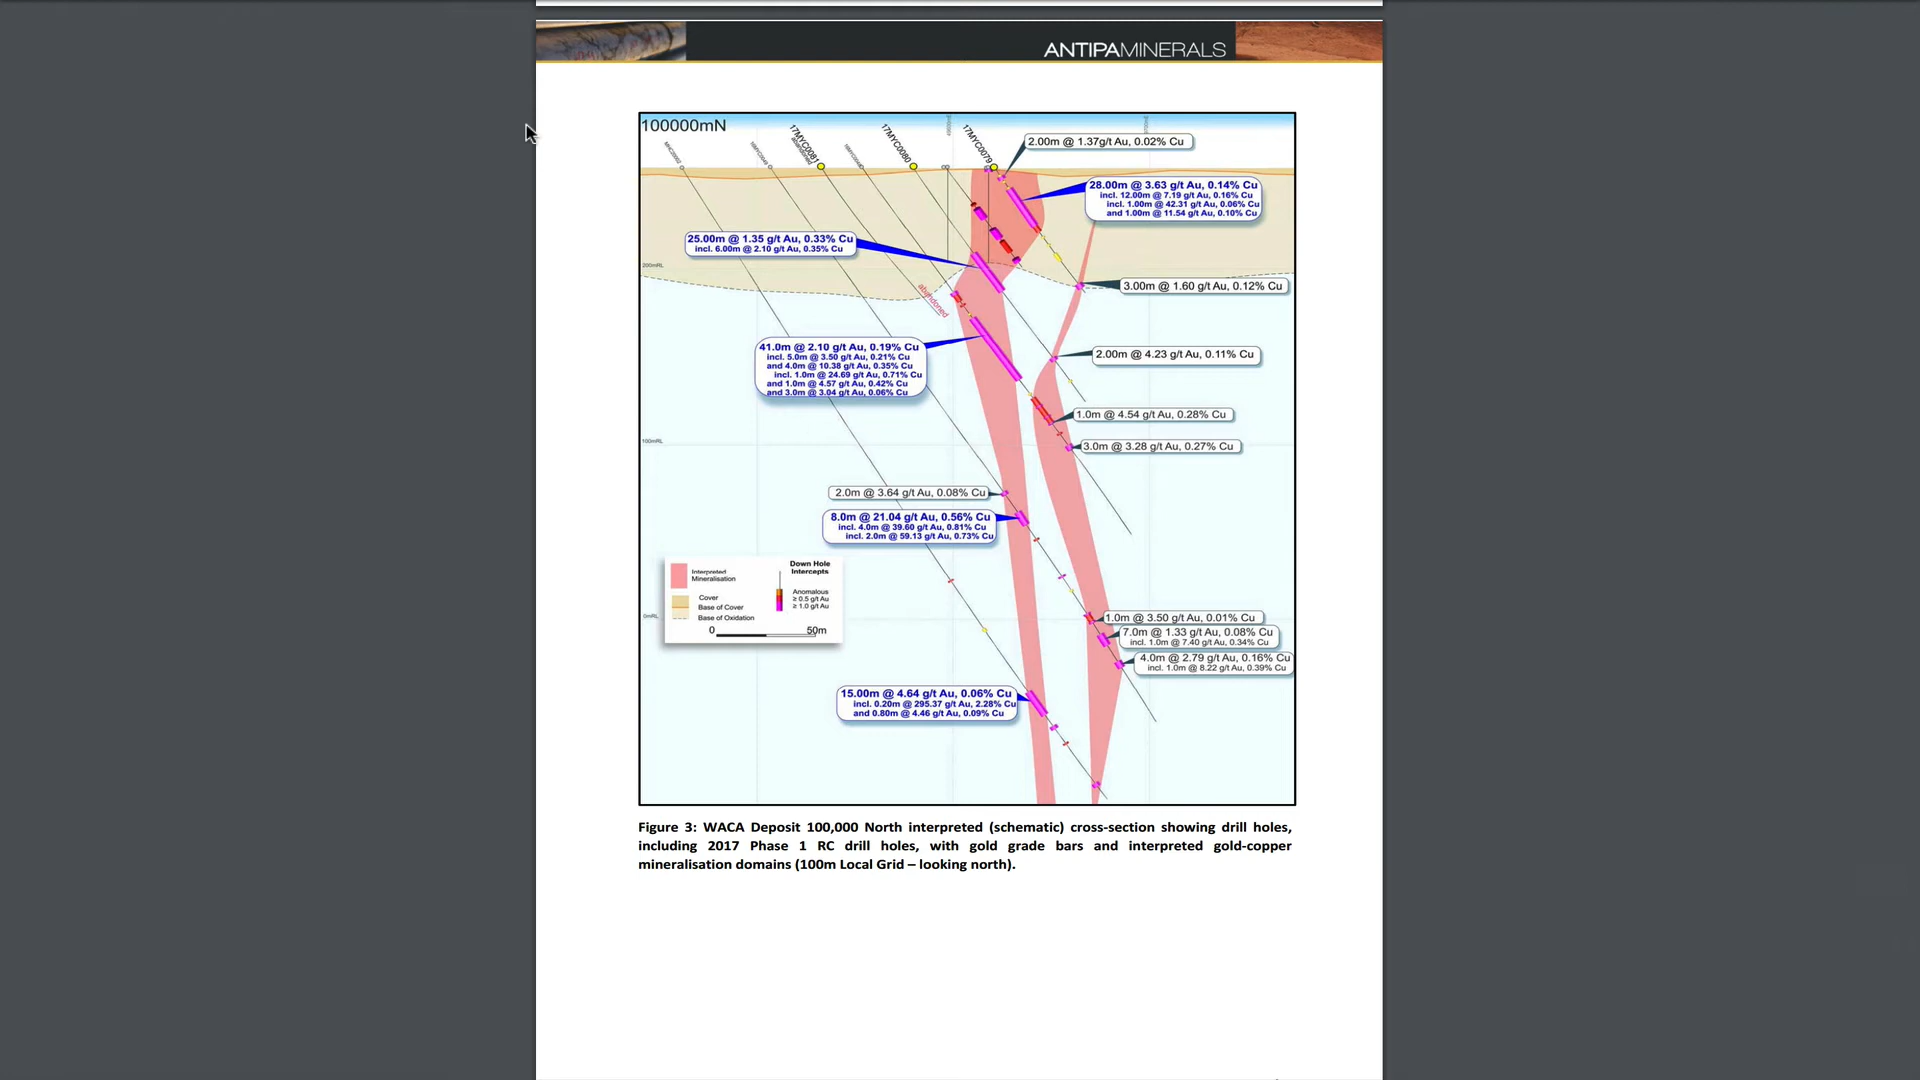 ANTIPAMINERALS
100000mN
17MYC0081
abandoned
17MYC0080
17MYC0079
2.00m @ 1.37g/t Au, 0.02% Cu
28.00m @ 3.63 g/t Au, 0.14% Cu
incl. 12.00m @ 7.19 g/t Au, 0.16% Cu
incl. 1.00m @ 42.31 g/t Au, 0.06% Cu
and 1.00m @ 11.54 g/t Au, 0.10% Cu
25.00m @ 1.35 g/t Au, 0.33% Cu
incl. 6.00m @ 2.10 g/t Au, 0.35% Cu
200mRL
3.00m @ 1.60 g/t Au, 0.12% Cu
abandoned
41.0m @ 2.10 g/t Au, 0.19% Cu
incl. 5.0m @ 3.50 g/t Au, 0.21% Cu
and 4.0m @ 10.38 g/t Au, 0.35% Cu
incl. 1.0m @ 24.69 g/t Au, 0.71% Cu
and 1.0m @ 4.57 g/t Au, 0.42% Cu
and 3.0m @ 3.04 g/t Au, 0.06% Cu
2.00m @ 4.23 g/t Au, 0.11% Cu
1.0m @ 4.54 g/t Au, 0.28% Cu
100mRL
3.0m @ 3.28 g/t Au, 0.27% Cu
2.0m @ 3.64 g/t Au, 0.08% Cu
8.0m @ 21.04 g/t Au, 0.56% Cu
incl. 4.0m @ 39.60 g/t Au, 0.81% Cu
incl. 2.0m @ 59.13 g/t Au, 0.73% Cu
Interpreted
Mineralisation
Cover
Base of Cover
Base of Oxidation
Down Hole
Intercepts
Anomalous
≥ 0.5 g/t Au
≥ 1.0 g/t Au
0 50m
0mRL
1.0m @ 3.50 g/t Au, 0.01% Cu
7.0m @ 1.33 g/t Au, 0.08% Cu
incl. 1.0m @ 7.40 g/t Au, 0.34% Cu
4.0m @ 2.79 g/t Au, 0.16% Cu
incl. 1.0m @ 8.22 g/t Au, 0.39% Cu
15.00m @ 4.64 g/t Au, 0.06% Cu
incl. 0.20m @ 295.37 g/t Au, 2.28% Cu
and 0.80m @ 4.46 g/t Au, 0.09% Cu
Figure 3: WACA Deposit 100,000 North interpreted (schematic) cross-section showing drill holes,
including 2017 Phase 1 RC drill holes, with gold grade bars and interpreted gold-copper
mineralisation domains (100m Local Grid – looking north).